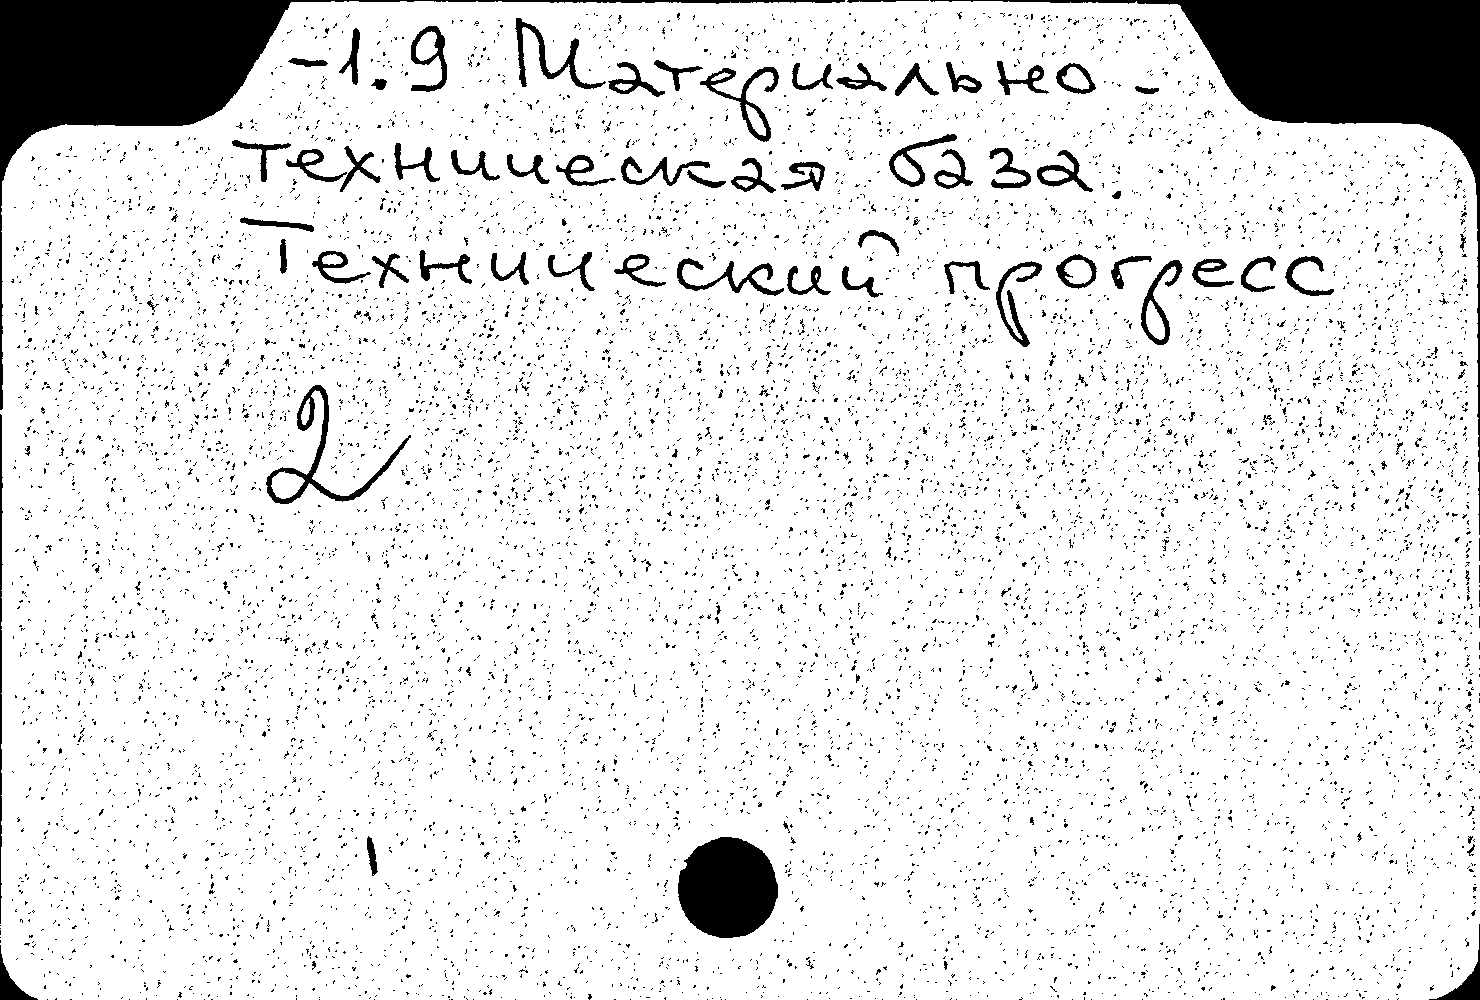 -1.9 Материально-
техническая база.
Технический прогресс
2